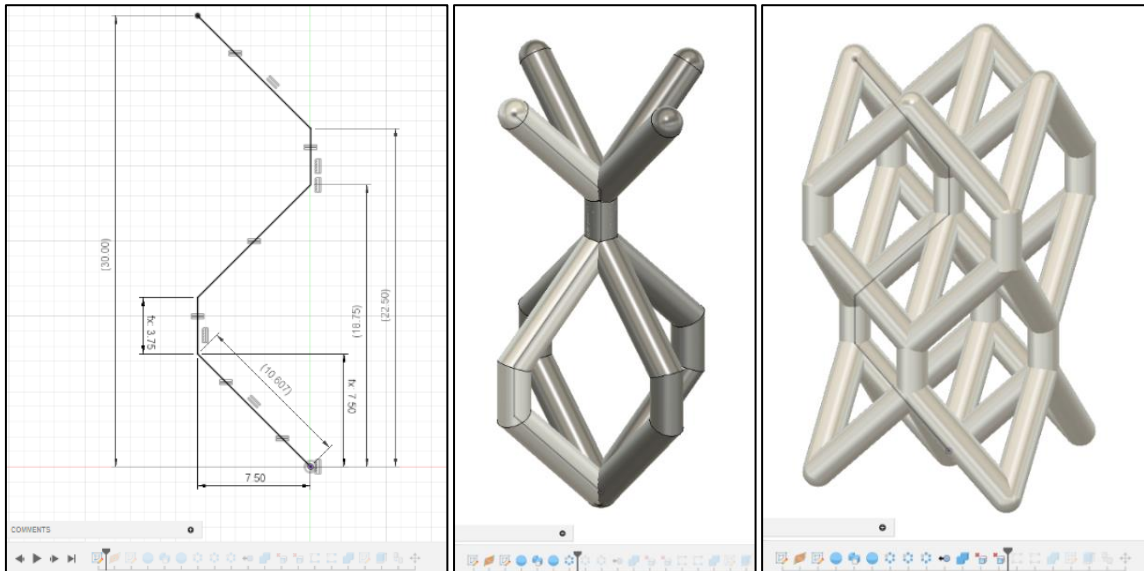 (30.00)
fx: 3.75
(10.607)
fx: 7.50
(18.75)
(22.50)
7.50
COMMENTS